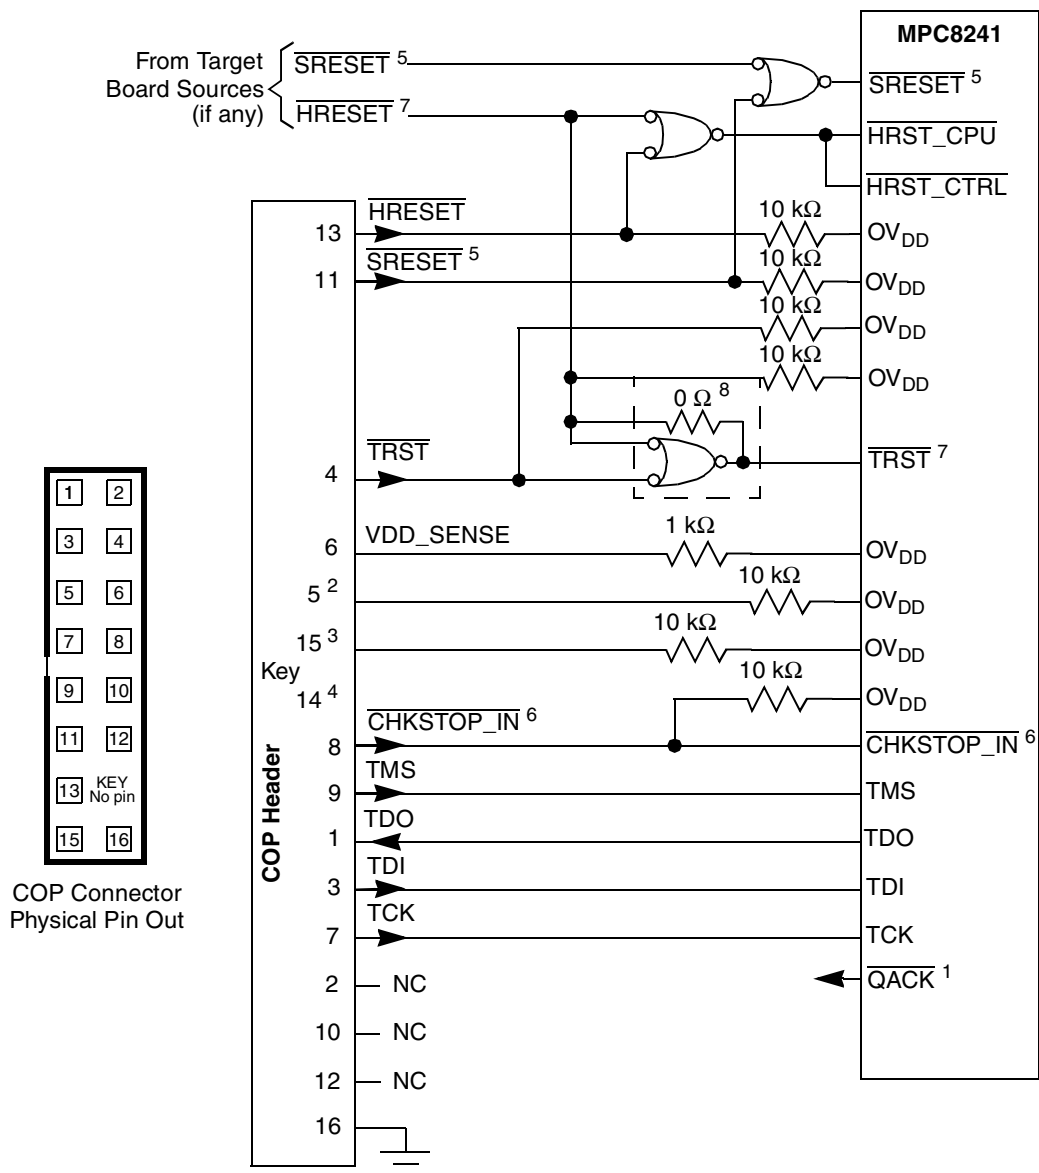 MPC8241
From Target
Board Sources
(if any)
SRESET 5
HRESET 7
SRESET 5
HRST_CPU
HRST_CTRL
13
HRESET
10 kΩ
OVDD
11
SRESET 5
10 kΩ
OVDD
10 kΩ
OVDD
10 kΩ
OVDD
0 Ω 8
4
TRST
TRST 7
6
VDD_SENSE
1 kΩ
OVDD
5 2
10 kΩ
OVDD
15 3
10 kΩ
OVDD
Key
14 4
10 kΩ
OVDD
8
CHKSTOP_IN 6
CHKSTOP_IN 6
9
TMS
TMS
1
TDO
TDO
3
TDI
TDI
7
TCK
TCK
QACK 1
2
NC
10
NC
12
NC
16
COP Header
1 2
3 4
5 6
7 8
9 10
11 12
13 KEY
No pin
15 16
COP Connector
Physical Pin Out